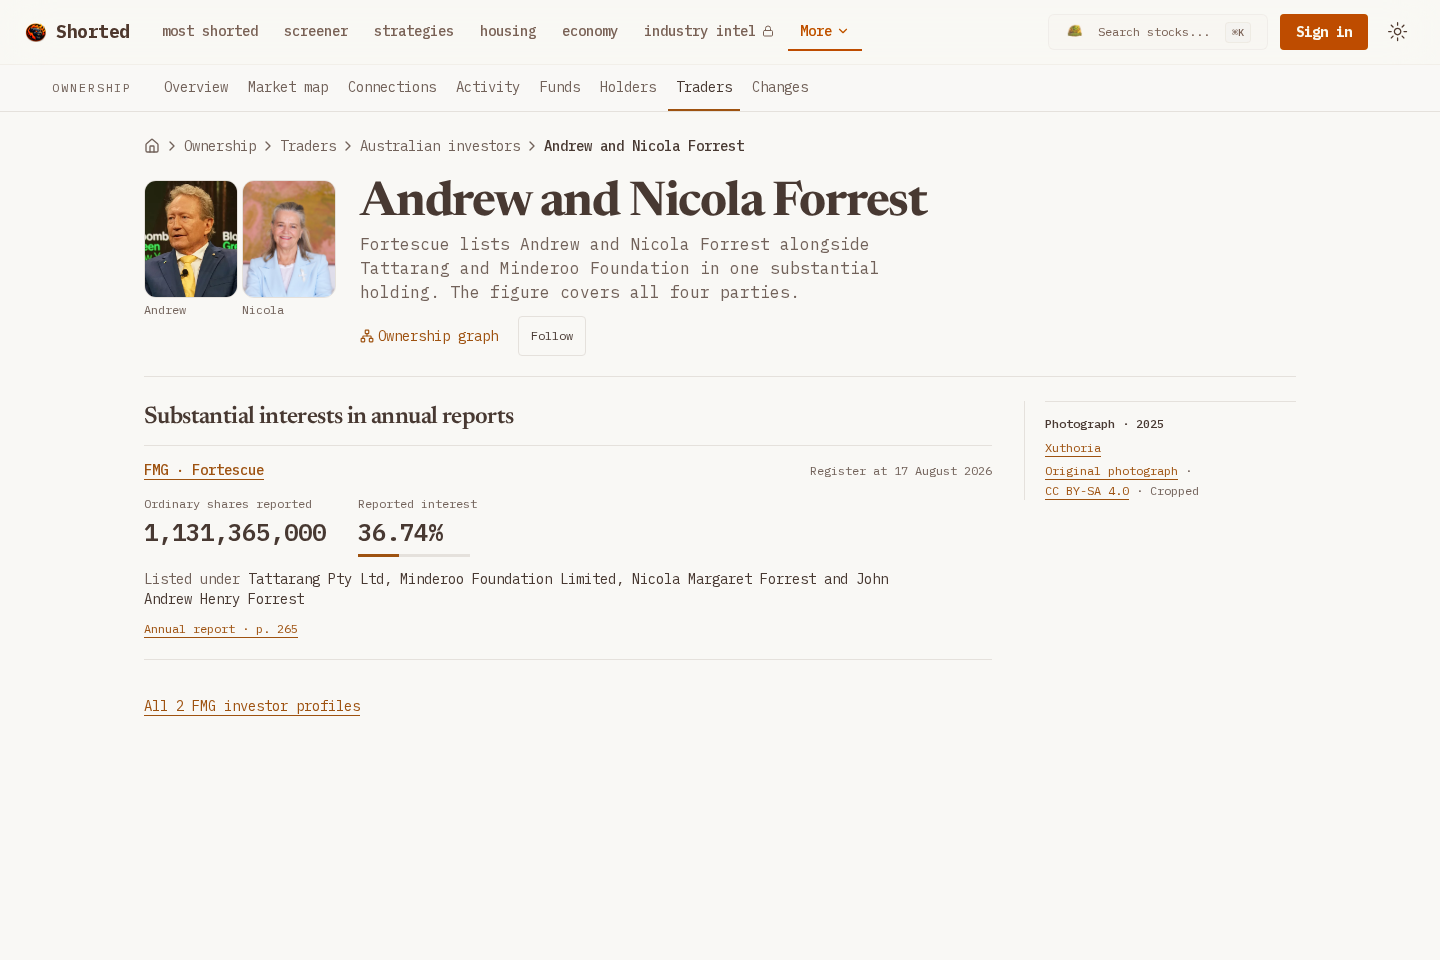 Shorted
most shorted
screener
strategies
housing
economy
industry intel
More
Search stocks...
⌘K
Sign in
OWNERSHIP
Overview
Market map
Connections
Activity
Funds
Holders
Traders
Changes
Ownership
Traders
Australian investors
Andrew and Nicola Forrest
Andrew
Nicola
Andrew and Nicola Forrest
Fortescue lists Andrew and Nicola Forrest alongside
Tattarang and Minderoo Foundation in one substantial
holding. The figure covers all four parties.
Ownership graph
Follow
Substantial interests in annual reports
FMG · Fortescue
Register at 17 August 2026
Ordinary shares reported
1,131,365,000
Reported interest
36.74%
Listed under Tattarang Pty Ltd, Minderoo Foundation Limited, Nicola Margaret Forrest and John
Andrew Henry Forrest
Annual report · p. 265
All 2 FMG investor profiles
Photograph · 2025
Xuthoria
Original photograph ·
CC BY-SA 4.0 · Cropped